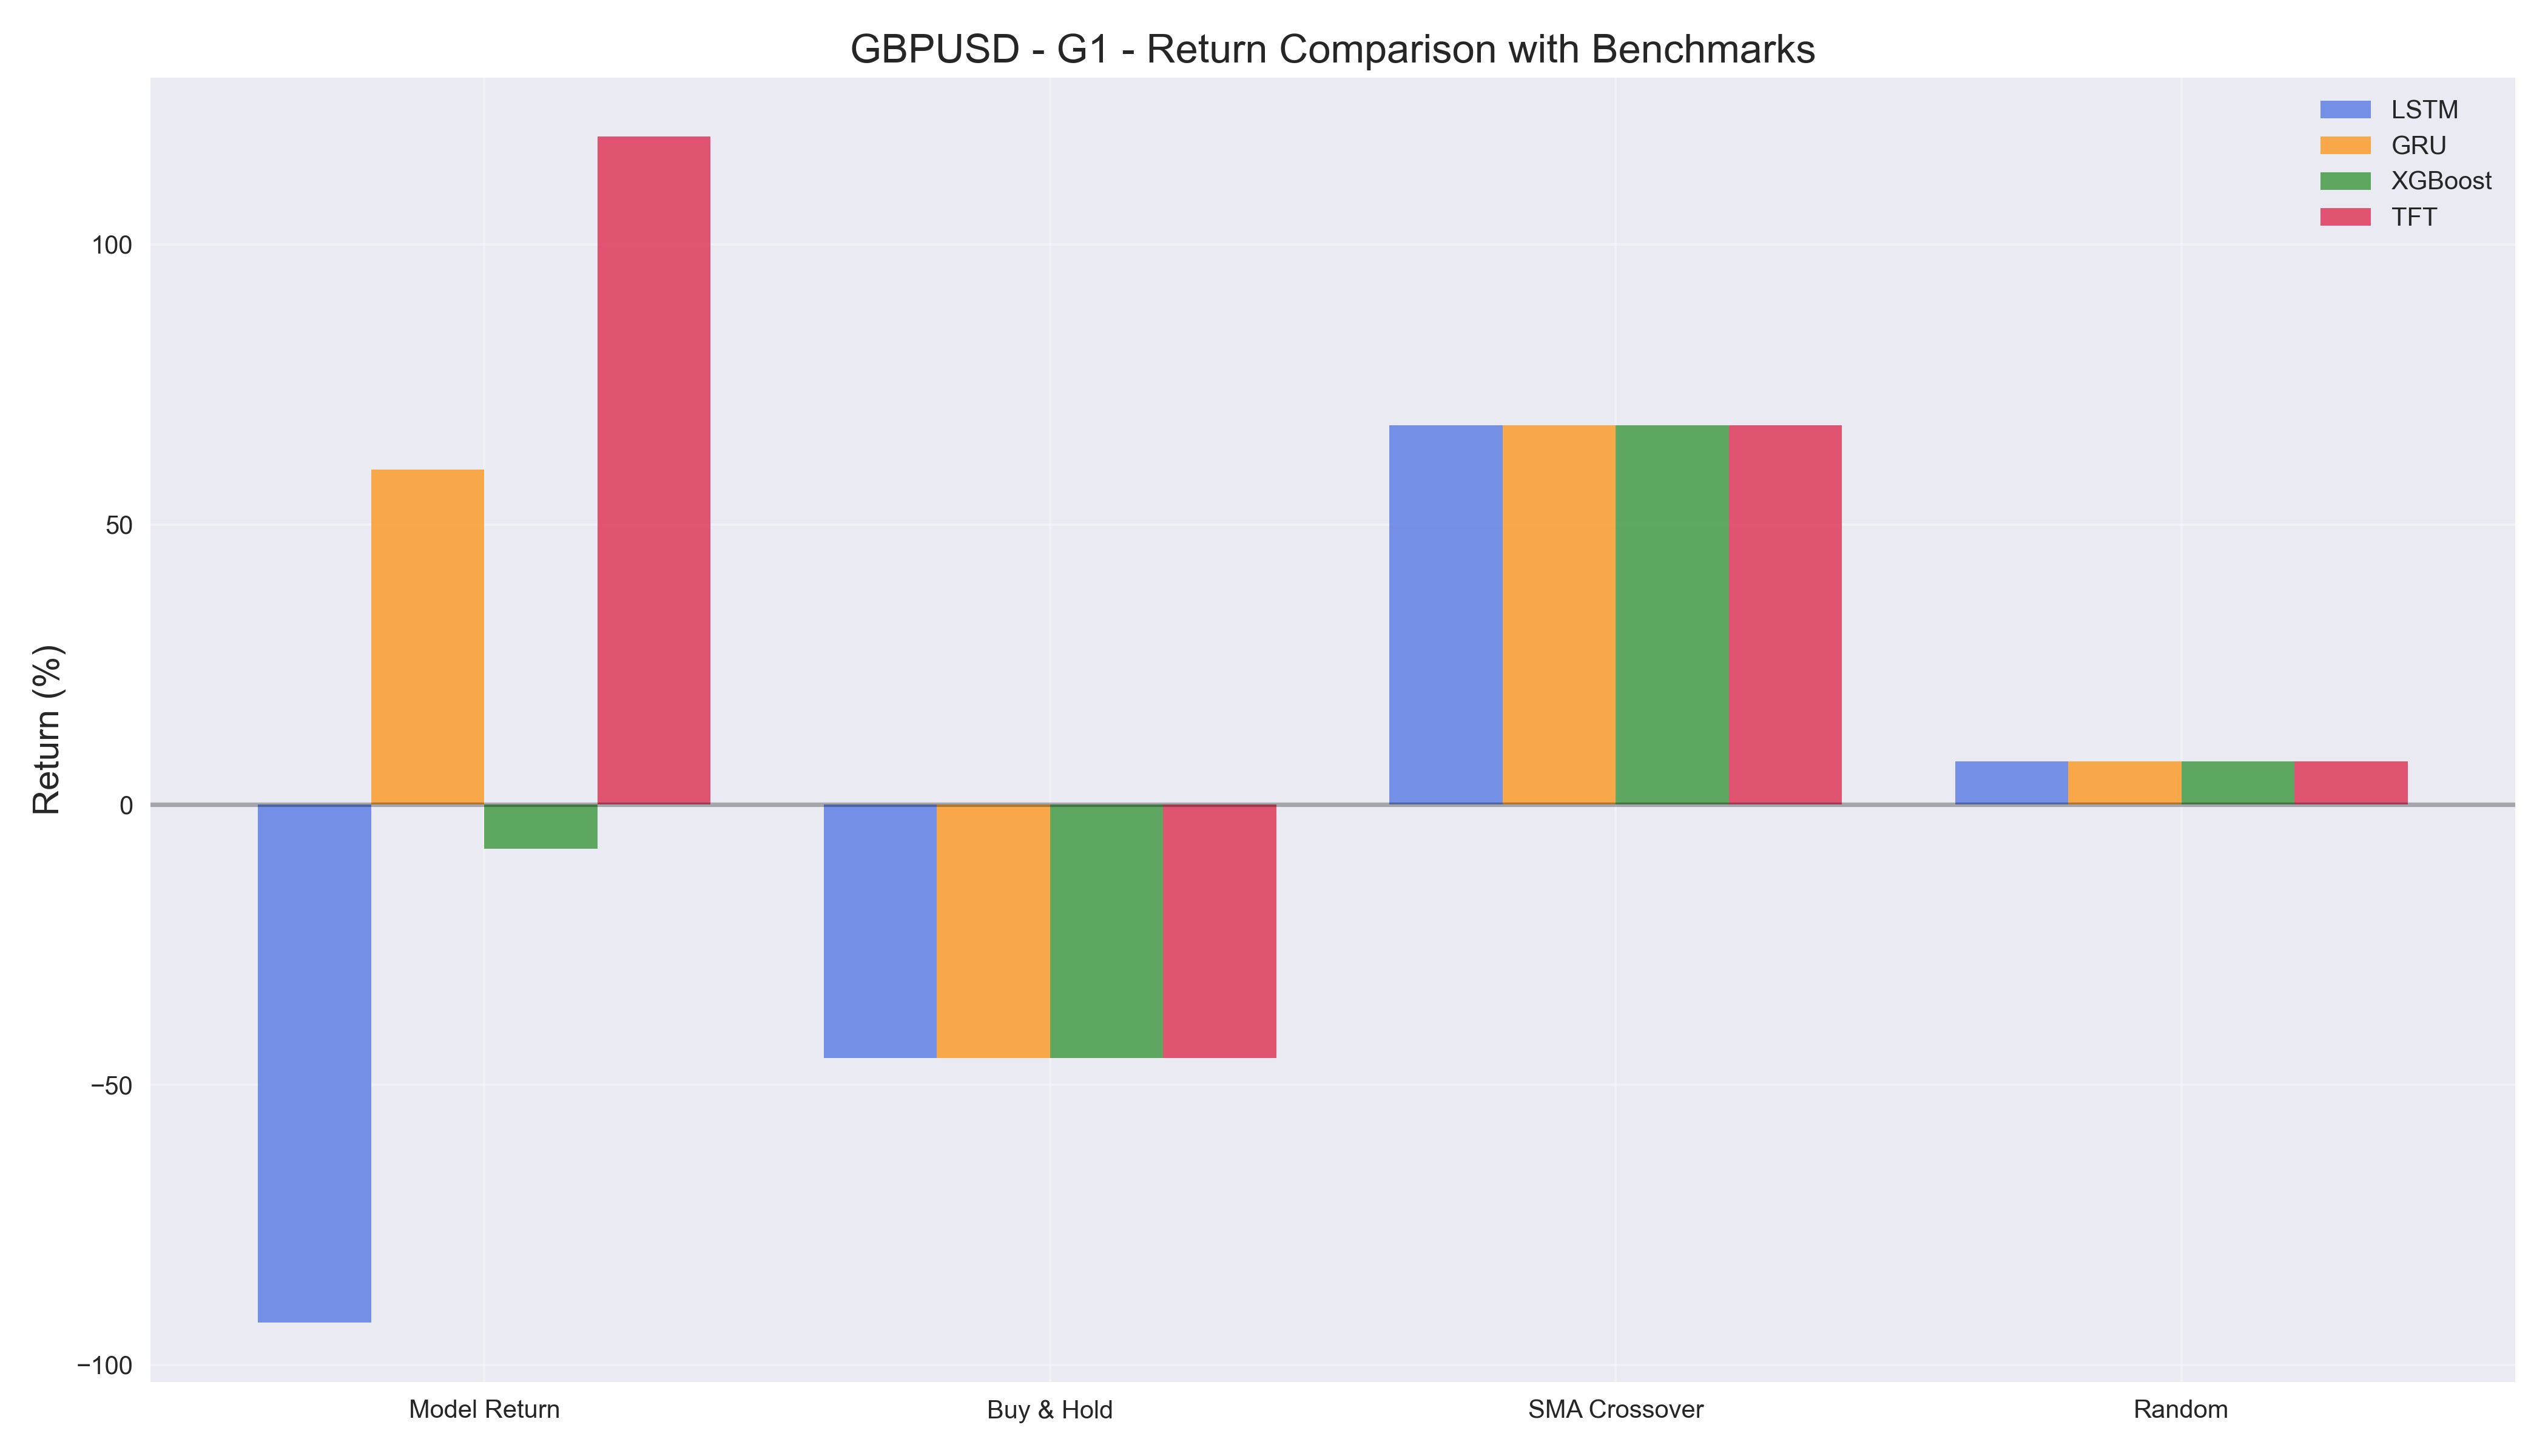 GBPUSD - G1 - Return Comparison with Benchmarks
LSTM
GRU
XGBoost
TFT
Return (%)
100
50
0
−50
−100
Model Return
Buy & Hold
SMA Crossover
Random